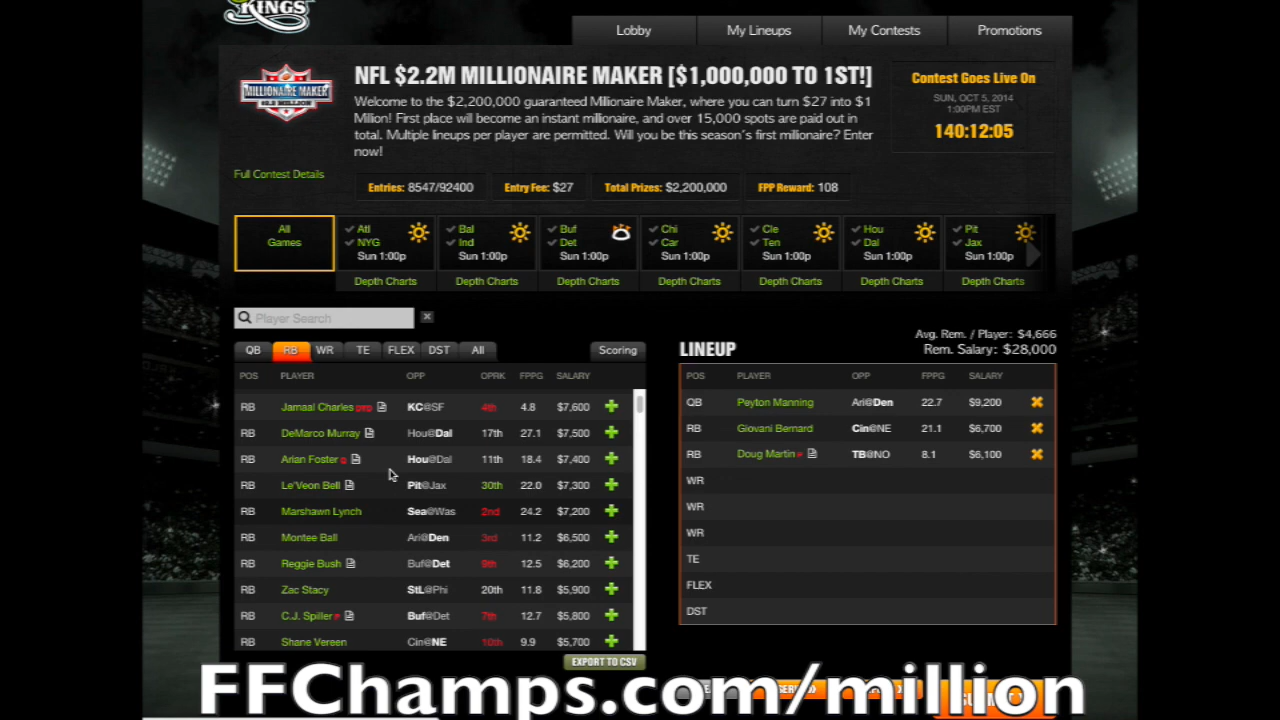 KINGS
Lobby My Lineups My Contests Promotions
MILLIONAIRE MAKER
NFL $2.2M MILLIONAIRE MAKER [$1,000,000 TO 1ST!]
Welcome to the $2,200,000 guaranteed Millionaire Maker, where you can turn $27 into $1
Million! First place will become an instant millionaire, and over 15,000 spots are paid out in
total. Multiple lineups per player are permitted. Will you be this season's first millionaire? Enter
now!
Contest Goes Live On
SUN, OCT 5, 2014
1:00PM EST
140:12:05
Full Contest Details
Entries: 8547/92400 Entry Fee: $27 Total Prizes: $2,200,000 FPP Reward: 108
All Games
Atl NYG Sun 1:00p
Bal Ind Sun 1:00p
Buf Det Sun 1:00p
Chi Car Sun 1:00p
Cle Ten Sun 1:00p
Hou Dal Sun 1:00p
Pit Jax Sun 1:00p
Depth Charts Depth Charts Depth Charts Depth Charts Depth Charts Depth Charts Depth Charts
Player Search
QB RB WR TE FLEX DST All Scoring
POS PLAYER OPP OPRK FPPG SALARY
RB Jamaal Charles KC@SF 4th 4.8 $7,600
RB DeMarco Murray Hou@Dal 17th 27.1 $7,500
RB Arian Foster Q Hou@Dal 11th 18.4 $7,400
RB Le'Veon Bell Pit@Jax 30th 22.0 $7,300
RB Marshawn Lynch Sea@Was 2nd 24.2 $7,200
RB Montee Ball Ari@Den 3rd 11.2 $6,500
RB Reggie Bush Buf@Det 9th 12.5 $6,200
RB Zac Stacy StL@Phi 20th 11.8 $5,900
RB C.J. Spiller P Buf@Det 7th 12.7 $5,800
RB Shane Vereen Cin@NE 10th 9.9 $5,700
EXPORT TO CSV
Avg. Rem. / Player: $4,666
LINEUP Rem. Salary: $28,000
POS PLAYER OPP FPPG SALARY
QB Peyton Manning Ari@Den 22.7 $9,200
RB Giovani Bernard Cin@NE 21.1 $6,700
RB Doug Martin P TB@NO 8.1 $6,100
WR
WR
WR
TE
FLEX
DST
FFChamps.com/million